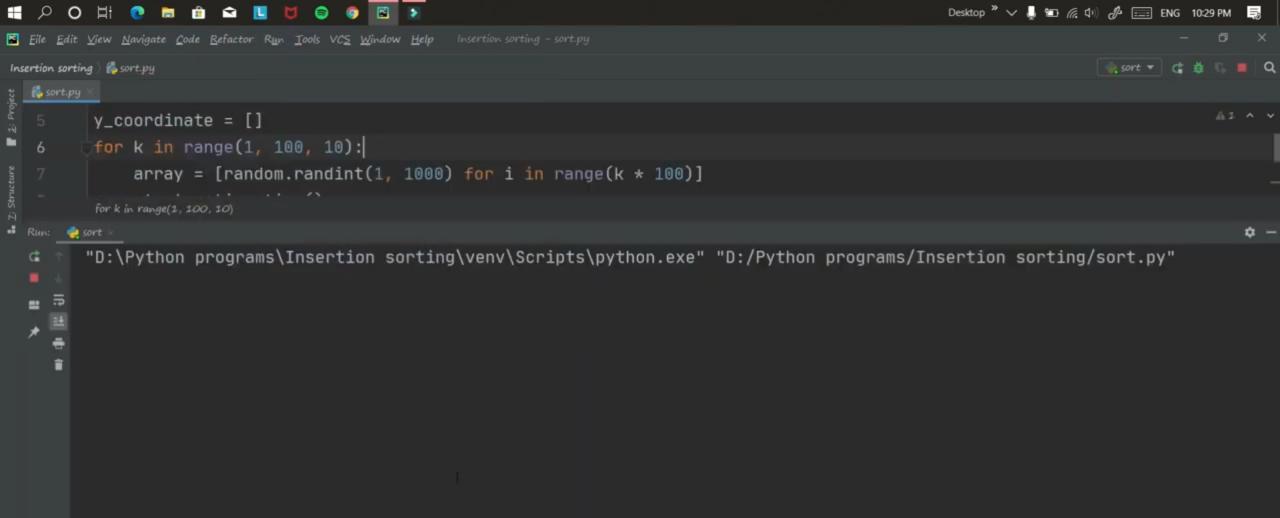 Desktop » ENG 10:29 PM
File Edit View Navigate Code Refactor Run Tools VCS Window Help Insertion sorting - sort.py
Insertion sorting sort.py sort
1: Project
sort.py
5 y_coordinate = [] 1
6 for k in range(1, 100, 10):
7 array = [random.randint(1, 1000) for i in range(k * 100)]
Z: Structure
for k in range(1, 100, 10)
Run: sort
"D:\Python programs\Insertion sorting\venv\Scripts\python.exe" "D:/Python programs/Insertion sorting/sort.py"